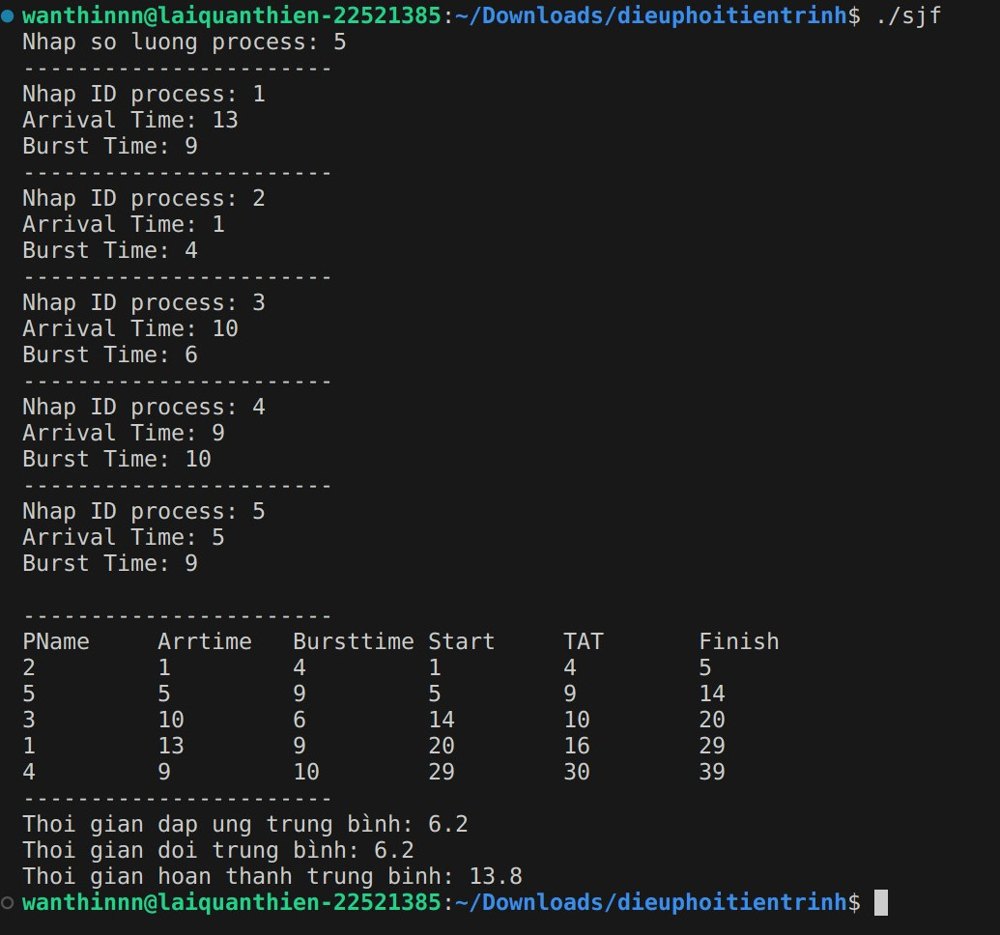 wanthinnn@laiquanthien-22521385:~/Downloads/dieuphoitientrinh$ ./sjf
Nhap so luong process: 5
-----------------------
Nhap ID process: 1
Arrival Time: 13
Burst Time: 9
-----------------------
Nhap ID process: 2
Arrival Time: 1
Burst Time: 4
-----------------------
Nhap ID process: 3
Arrival Time: 10
Burst Time: 6
-----------------------
Nhap ID process: 4
Arrival Time: 9
Burst Time: 10
-----------------------
Nhap ID process: 5
Arrival Time: 5
Burst Time: 9
-----------------------
PName Arrtime Bursttime Start TAT Finish
2 1 4 1 4 5
5 5 9 5 9 14
3 10 6 14 10 20
1 13 9 20 16 29
4 9 10 29 30 39
-----------------------
Thoi gian dap ung trung bình: 6.2
Thoi gian doi trung bình: 6.2
Thoi gian hoan thanh trung binh: 13.8
wanthinnn@laiquanthien-22521385:~/Downloads/dieuphoitientrinh$